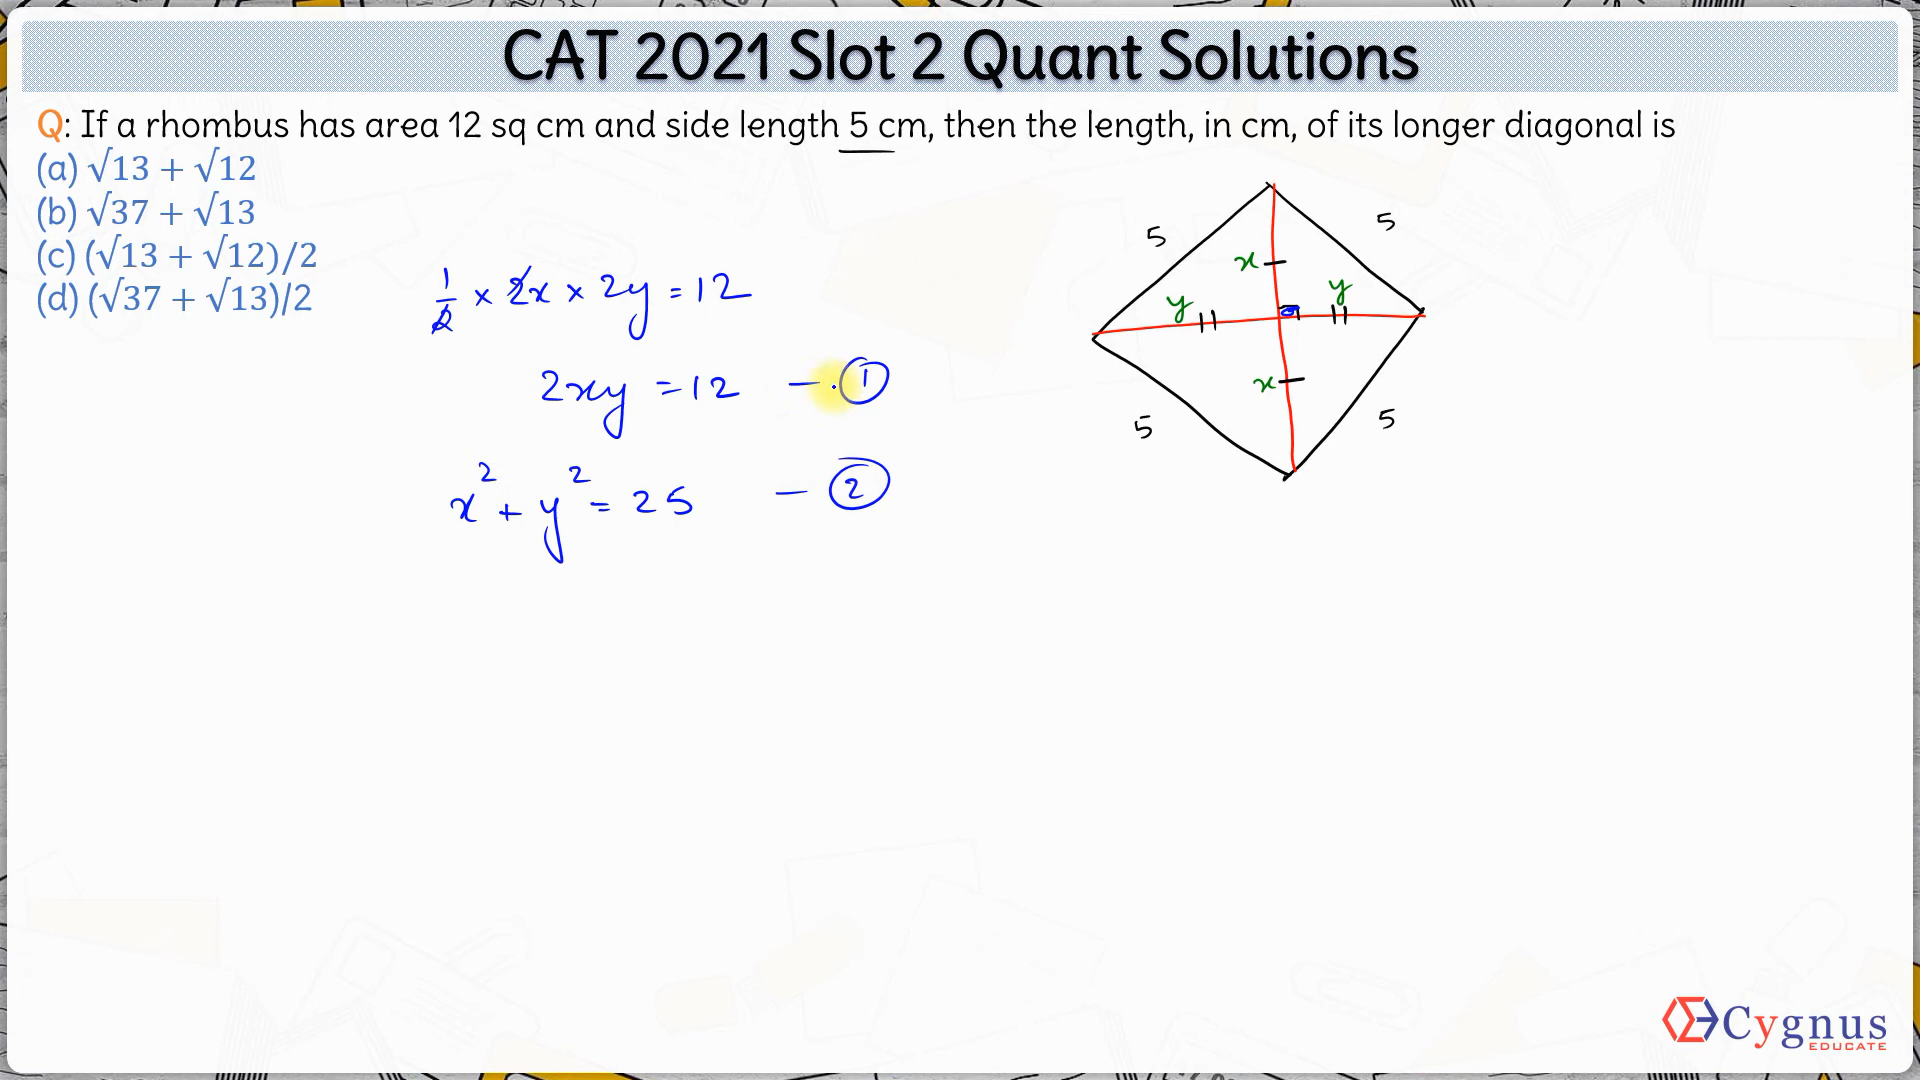 CAT 2021 Slot 2 Quant Solutions
Q: If a rhombus has area 12 sq cm and side length 5 cm, then the length, in cm, of its longer diagonal is
(a) √13 + √12
(b) √37 + √13
(c) (√13 + √12)/2
(d) (√37 + √13)/2
1/2 × 2x × 2y = 12
2xy = 12 – ①
x² + y² = 25 – ②
5
5
x
y
y
x
5
5
Cygnus
EDUCATE